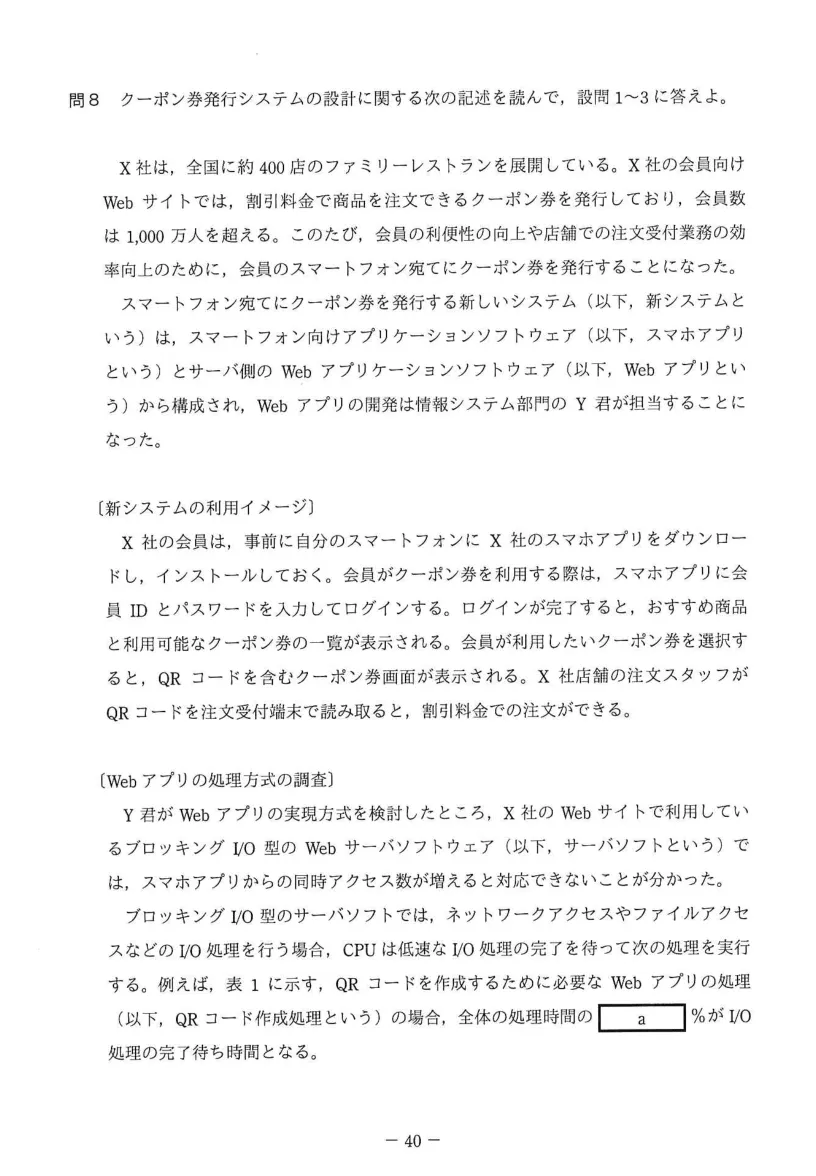 問8 クーポン券発行システムの設計に関する次の記述を読んで，設問1～3に答えよ。
X社は，全国に約400店のファミリーレストランを展開している。X社の会員向け
Webサイトでは，割引料金で商品を注文できるクーポン券を発行しており，会員数
は1,000万人を超える。このたび，会員の利便性の向上や店舗での注文受付業務の効
率向上のために，会員のスマートフォン宛てにクーポン券を発行することになった。
スマートフォン宛てにクーポン券を発行する新しいシステム（以下，新システムと
いう）は，スマートフォン向けアプリケーションソフトウェア（以下，スマホアプリ
という）とサーバ側のWebアプリケーションソフトウェア（以下，Webアプリとい
う）から構成され，Webアプリの開発は情報システム部門のY君が担当することに
なった。
〔新システムの利用イメージ〕
X社の会員は，事前に自分のスマートフォンにX社のスマホアプリをダウンロー
ドし，インストールしておく。会員がクーポン券を利用する際は，スマホアプリに会
員IDとパスワードを入力してログインする。ログインが完了すると，おすすめ商品
と利用可能なクーポン券の一覧が表示される。会員が利用したいクーポン券を選択す
ると，QRコードを含むクーポン券画面が表示される。X社店舗の注文スタッフが
QRコードを注文受付端末で読み取ると，割引料金での注文ができる。
〔Webアプリの処理方式の調査〕
Y君がWebアプリの実現方式を検討したところ，X社のWebサイトで利用してい
るブロッキングI/O型のWebサーバソフトウェア（以下，サーバソフトという）で
は，スマホアプリからの同時アクセス数が増えると対応できないことが分かった。
ブロッキングI/O型のサーバソフトでは，ネットワークアクセスやファイルアクセ
スなどのI/O処理を行う場合，CPUは低速なI/O処理の完了を待って次の処理を実行
する。例えば，表1に示す，QRコードを作成するために必要なWebアプリの処理
（以下，QRコード作成処理という）の場合，全体の処理時間の a %がI/O
処理の完了待ち時間となる。
－ 40 －